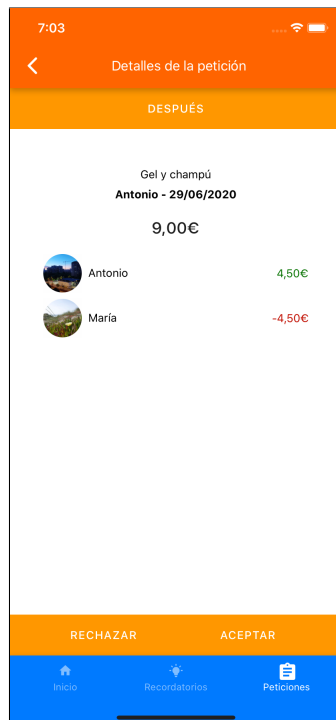 7:03
Detalles de la petición
DESPUÉS
Gel y champú
Antonio - 29/06/2020
9,00€
Antonio 4,50€
María -4,50€
RECHAZAR ACEPTAR
Inicio Recordatorios Peticiones